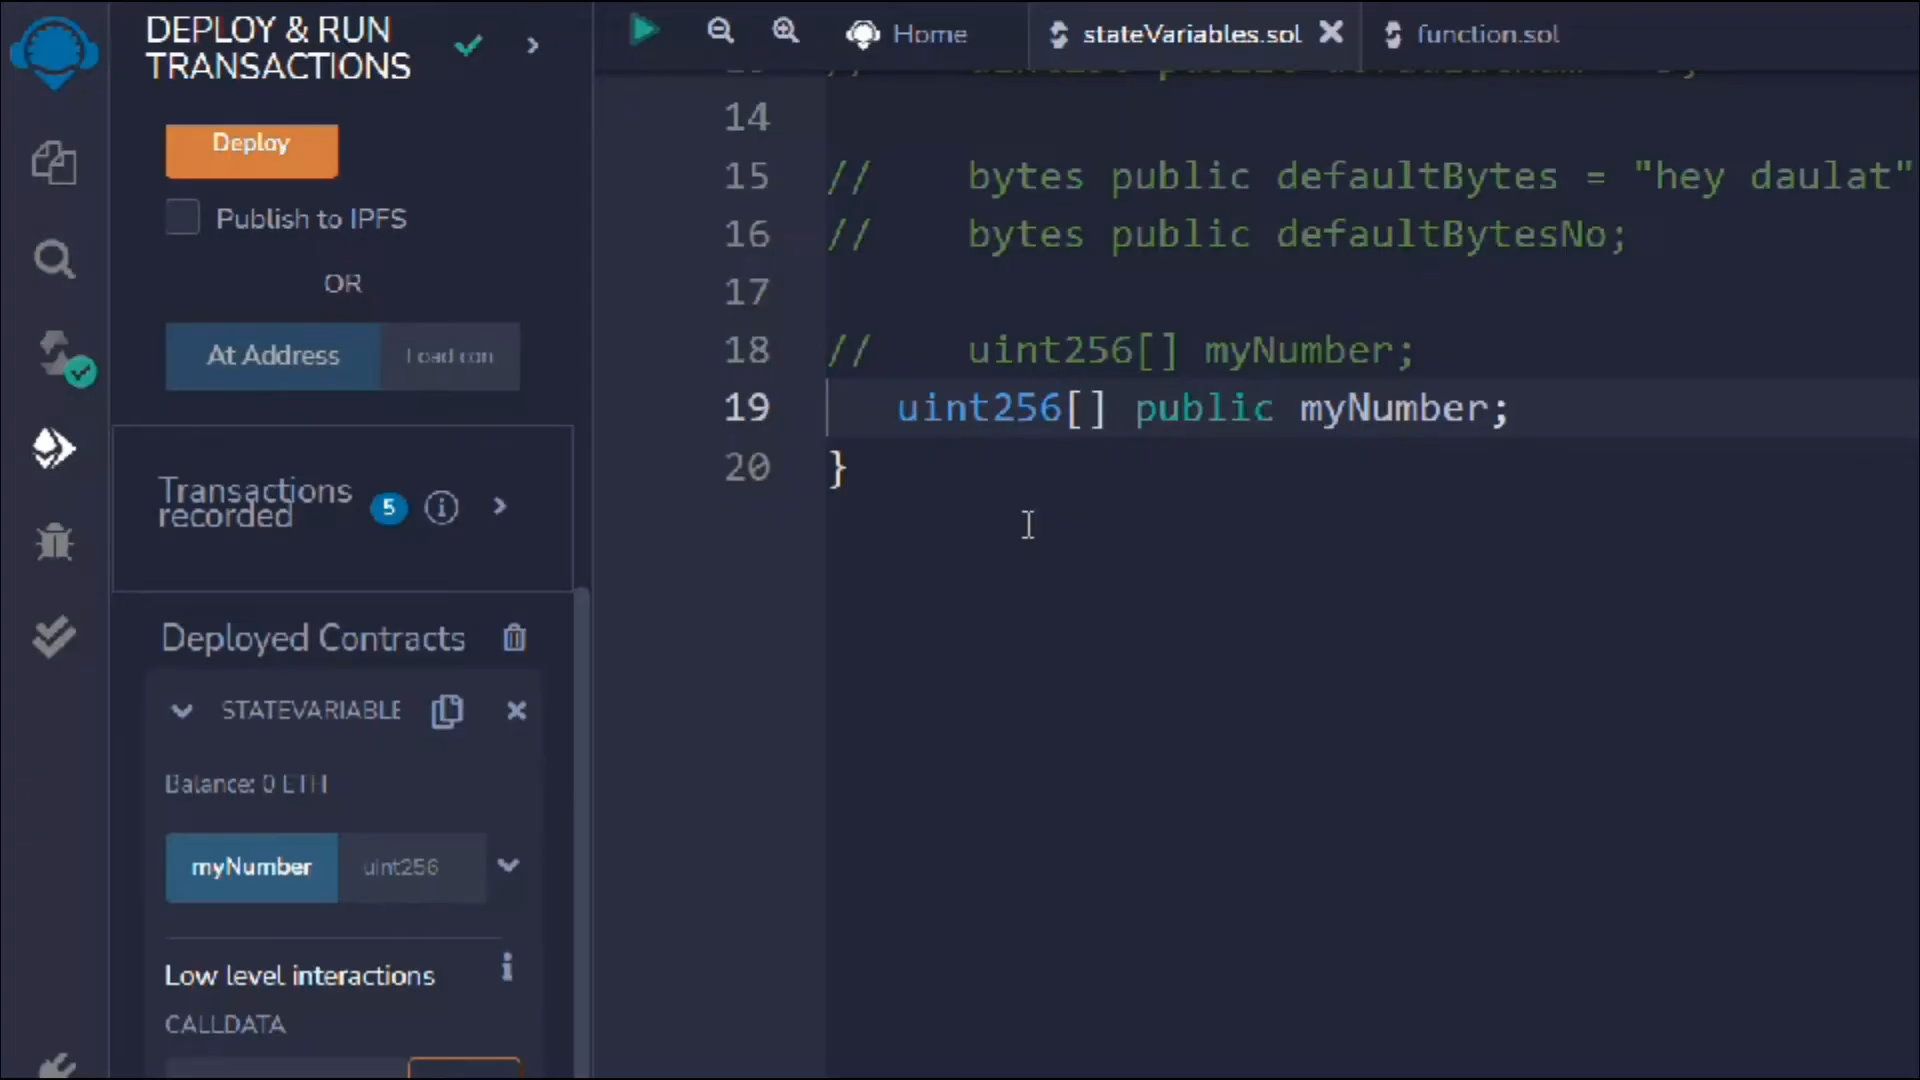 DEPLOY & RUN
TRANSACTIONS
Deploy
Publish to IPFS
OR
At Address
Load con
Transactions
recorded
5
Deployed Contracts
STATEVARIABLE
Balance: 0 ETH
myNumber
uint256
Low level interactions
CALLDATA
Home
stateVariables.sol
function.sol
14
15 // bytes public defaultBytes = "hey daulat"
16 // bytes public defaultBytesNo;
17
18 // uint256[] myNumber;
19 uint256[] public myNumber;
20 }